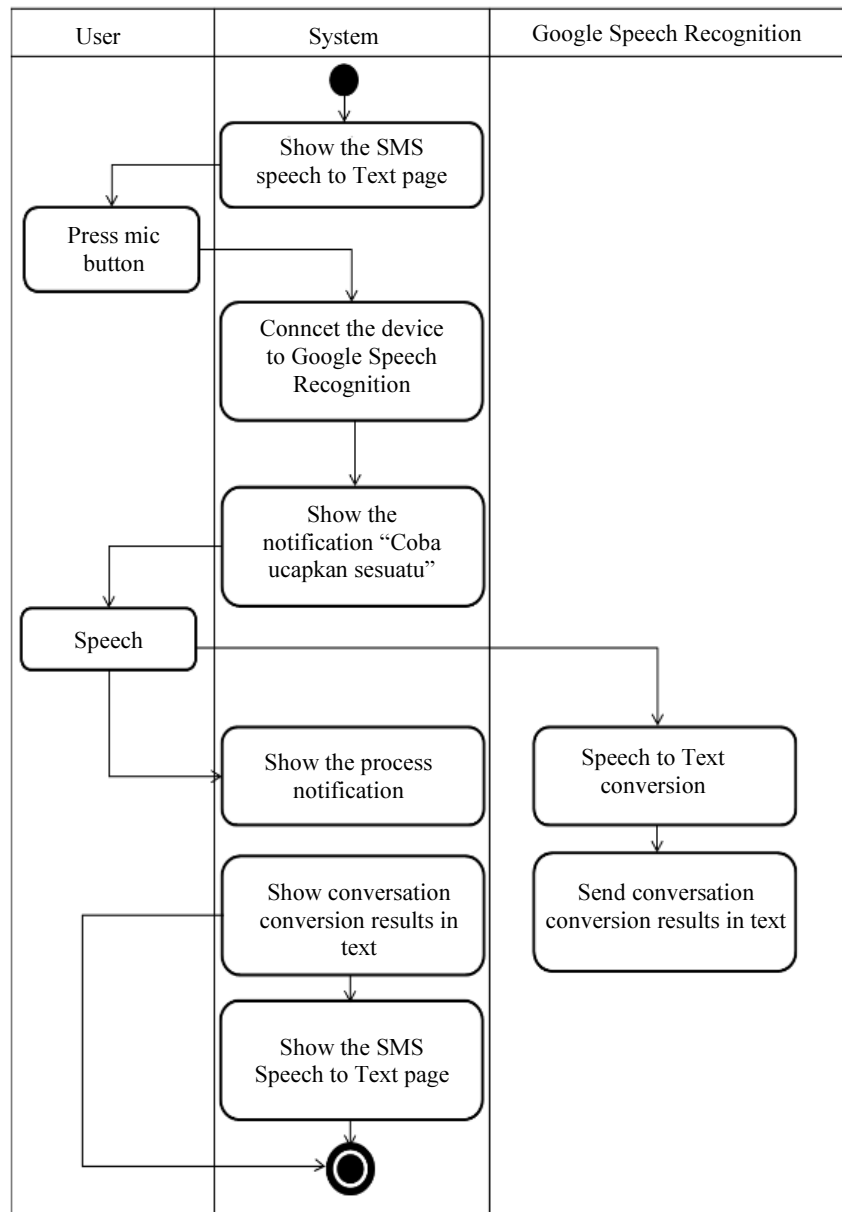 User
System
Google Speech Recognition
Show the SMS
speech to Text page
Press mic
button
Conncet the device
to Google Speech
Recognition
Show the
notification “Coba
ucapkan sesuatu”
Speech
Show the process
notification
Speech to Text
conversion
Show conversation
conversion results in
text
Send conversation
conversion results in text
Show the SMS
Speech to Text page